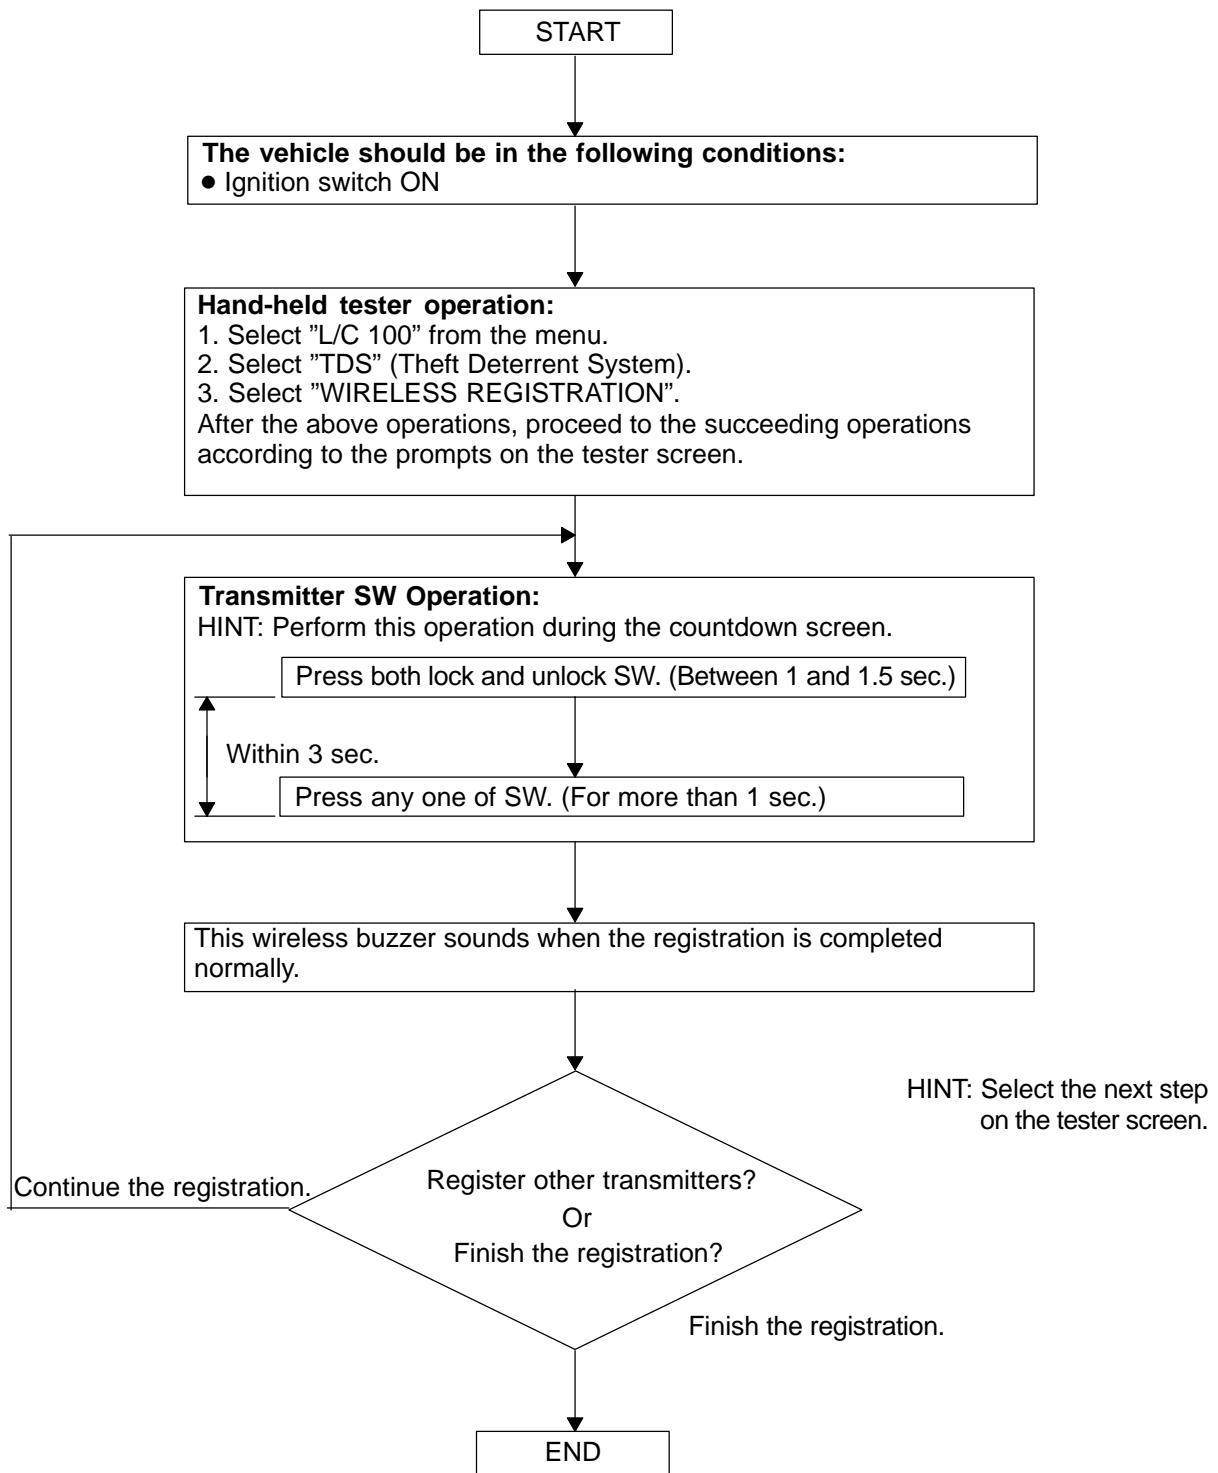 START
The vehicle should be in the following conditions:
● Ignition switch ON
Hand-held tester operation:
1. Select ”L/C 100” from the menu.
2. Select ”TDS” (Theft Deterrent System).
3. Select ”WIRELESS REGISTRATION”.
After the above operations, proceed to the succeeding operations
according to the prompts on the tester screen.
Transmitter SW Operation:
HINT: Perform this operation during the countdown screen.
Press both lock and unlock SW. (Between 1 and 1.5 sec.)
Within 3 sec.
Press any one of SW. (For more than 1 sec.)
This wireless buzzer sounds when the registration is completed
normally.
HINT: Select the next step
on the tester screen.
Continue the registration.
Register other transmitters?
Or
Finish the registration?
Finish the registration.
END